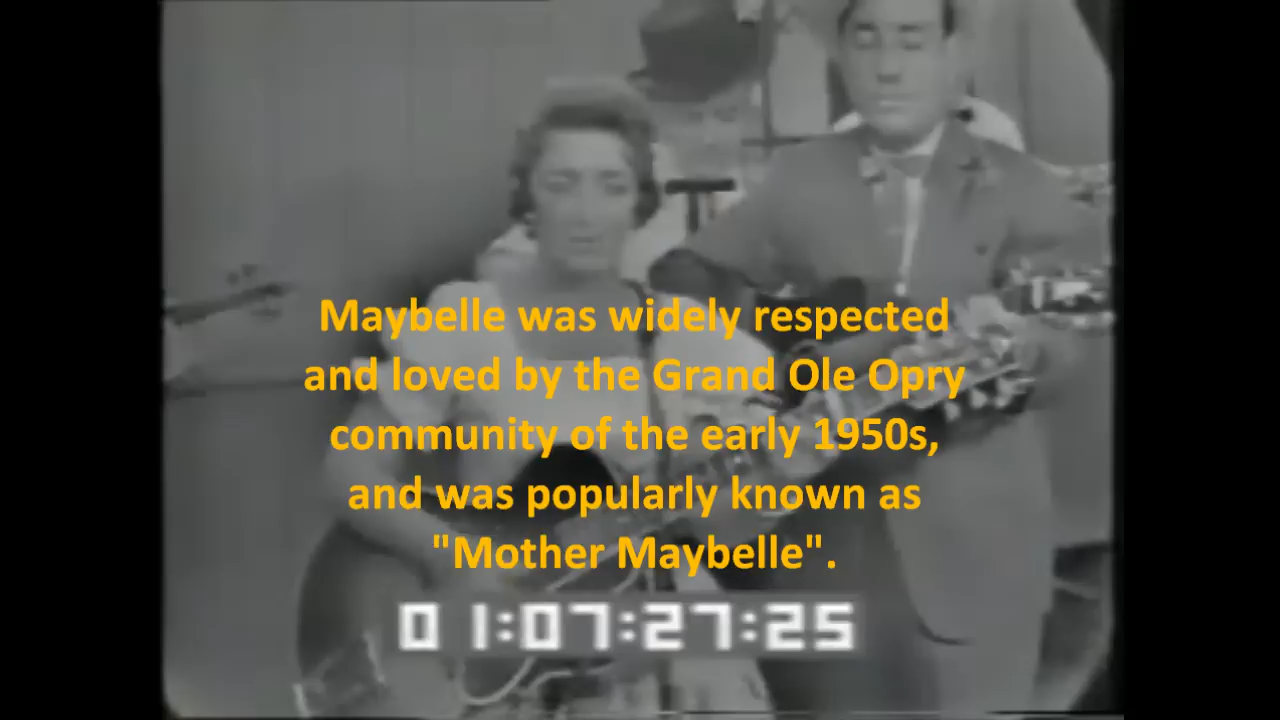 Maybelle was widely respected
and loved by the Grand Ole Opry
community of the early 1950s,
and was popularly known as
"Mother Maybelle".
01:07:27:25